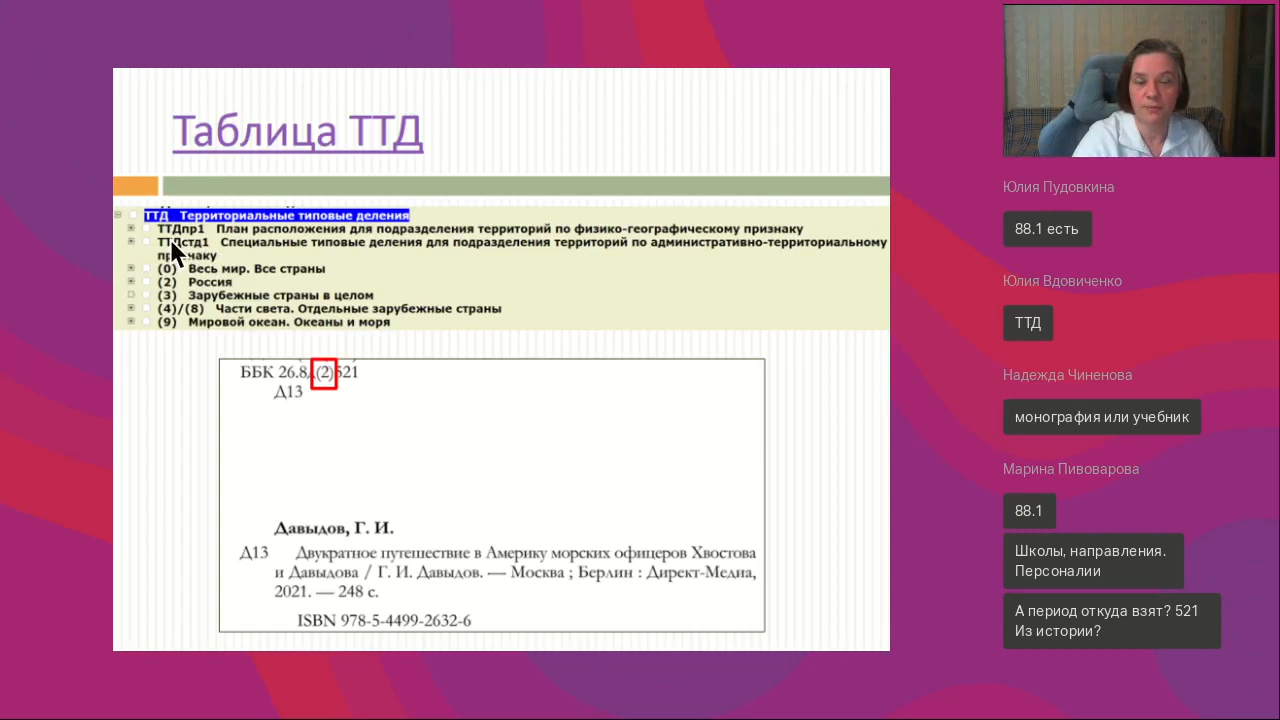 Таблица ТТД
ТТД Территориальные типовые деления
ТТДпр1 План расположения для подразделения территорий по физико-географическому признаку
ТТДстд1 Специальные типовые деления для подразделения территорий по административно-территориальному
признаку
(0) Весь мир. Все страны
(2) Россия
(3) Зарубежные страны в целом
(4)/(8) Части света. Отдельные зарубежные страны
(9) Мировой океан. Океаны и моря
ББК 26.8д(2)521
Д13
Давыдов, Г. И.
Д13 Двукратное путешествие в Америку морских офицеров Хвостова
и Давыдова / Г. И. Давыдов. — Москва ; Берлин : Директ-Медиа,
2021. — 248 с.
ISBN 978-5-4499-2632-6
Юлия Пудовкина
88.1 есть
Юлия Вдовиченко
ТТД
Надежда Чиненова
монография или учебник
Марина Пивоварова
88.1
Школы, направления.
Персоналии
А период откуда взят? 521
Из истории?